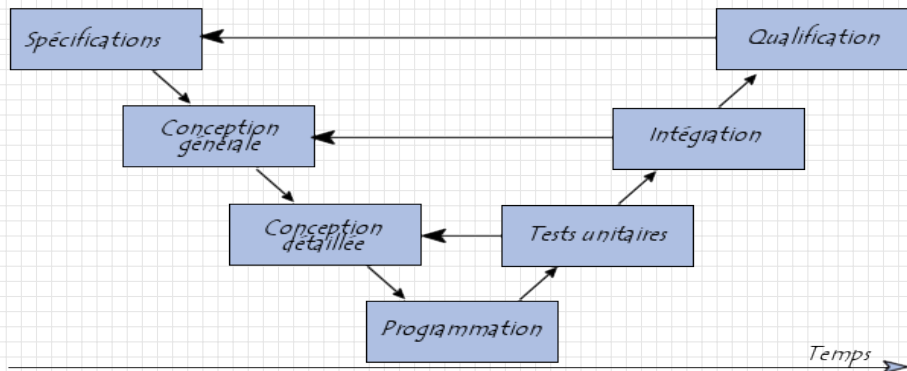 Spécifications
Qualification
Conception
générale
Intégration
Conception
détaillée
Tests unitaires
Programmation
Temps